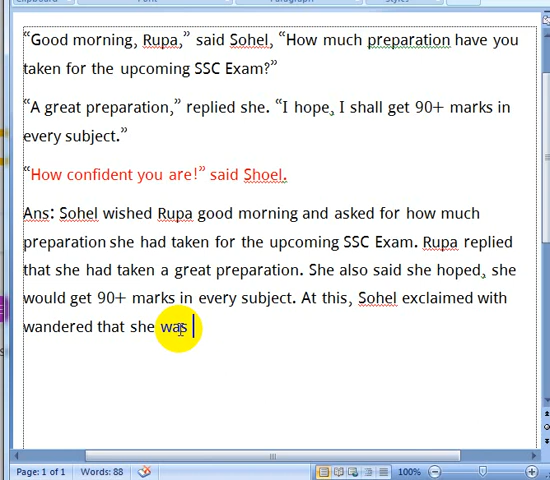 “Good morning, Rupa,” said Sohel, “How much preparation have you
taken for the upcoming SSC Exam?”
“A great preparation,” replied she. “I hope, I shall get 90+ marks in
every subject.”
“How confident you are!” said Shoel.
Ans: Sohel wished Rupa good morning and asked for how much
preparation she had taken for the upcoming SSC Exam. Rupa replied
that she had taken a great preparation. She also said she hoped, she
would get 90+ marks in every subject. At this, Sohel exclaimed with
wandered that she was
Page: 1 of 1 Words: 88 100%